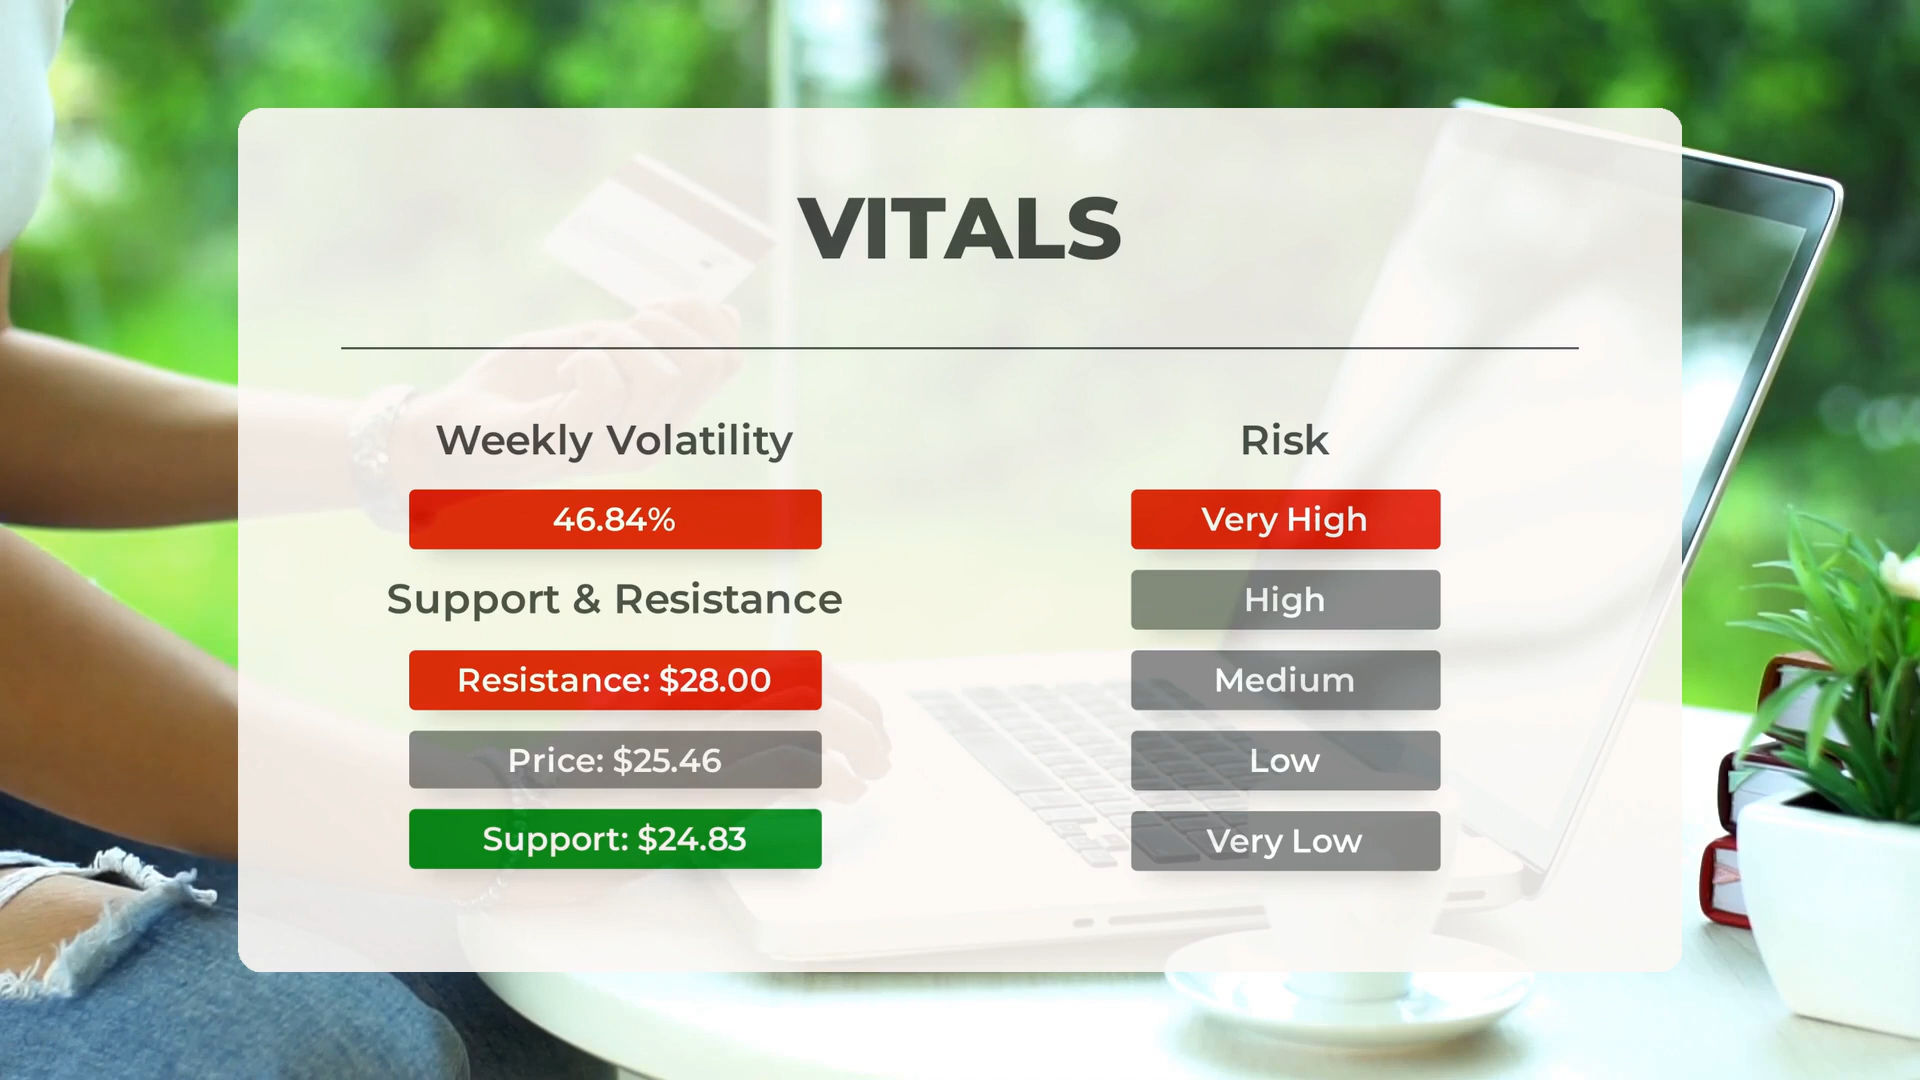 VITALS
Weekly Volatility
46.84%
Support & Resistance
Resistance: $28.00
Price: $25.46
Support: $24.83
Risk
Very High
High
Medium
Low
Very Low